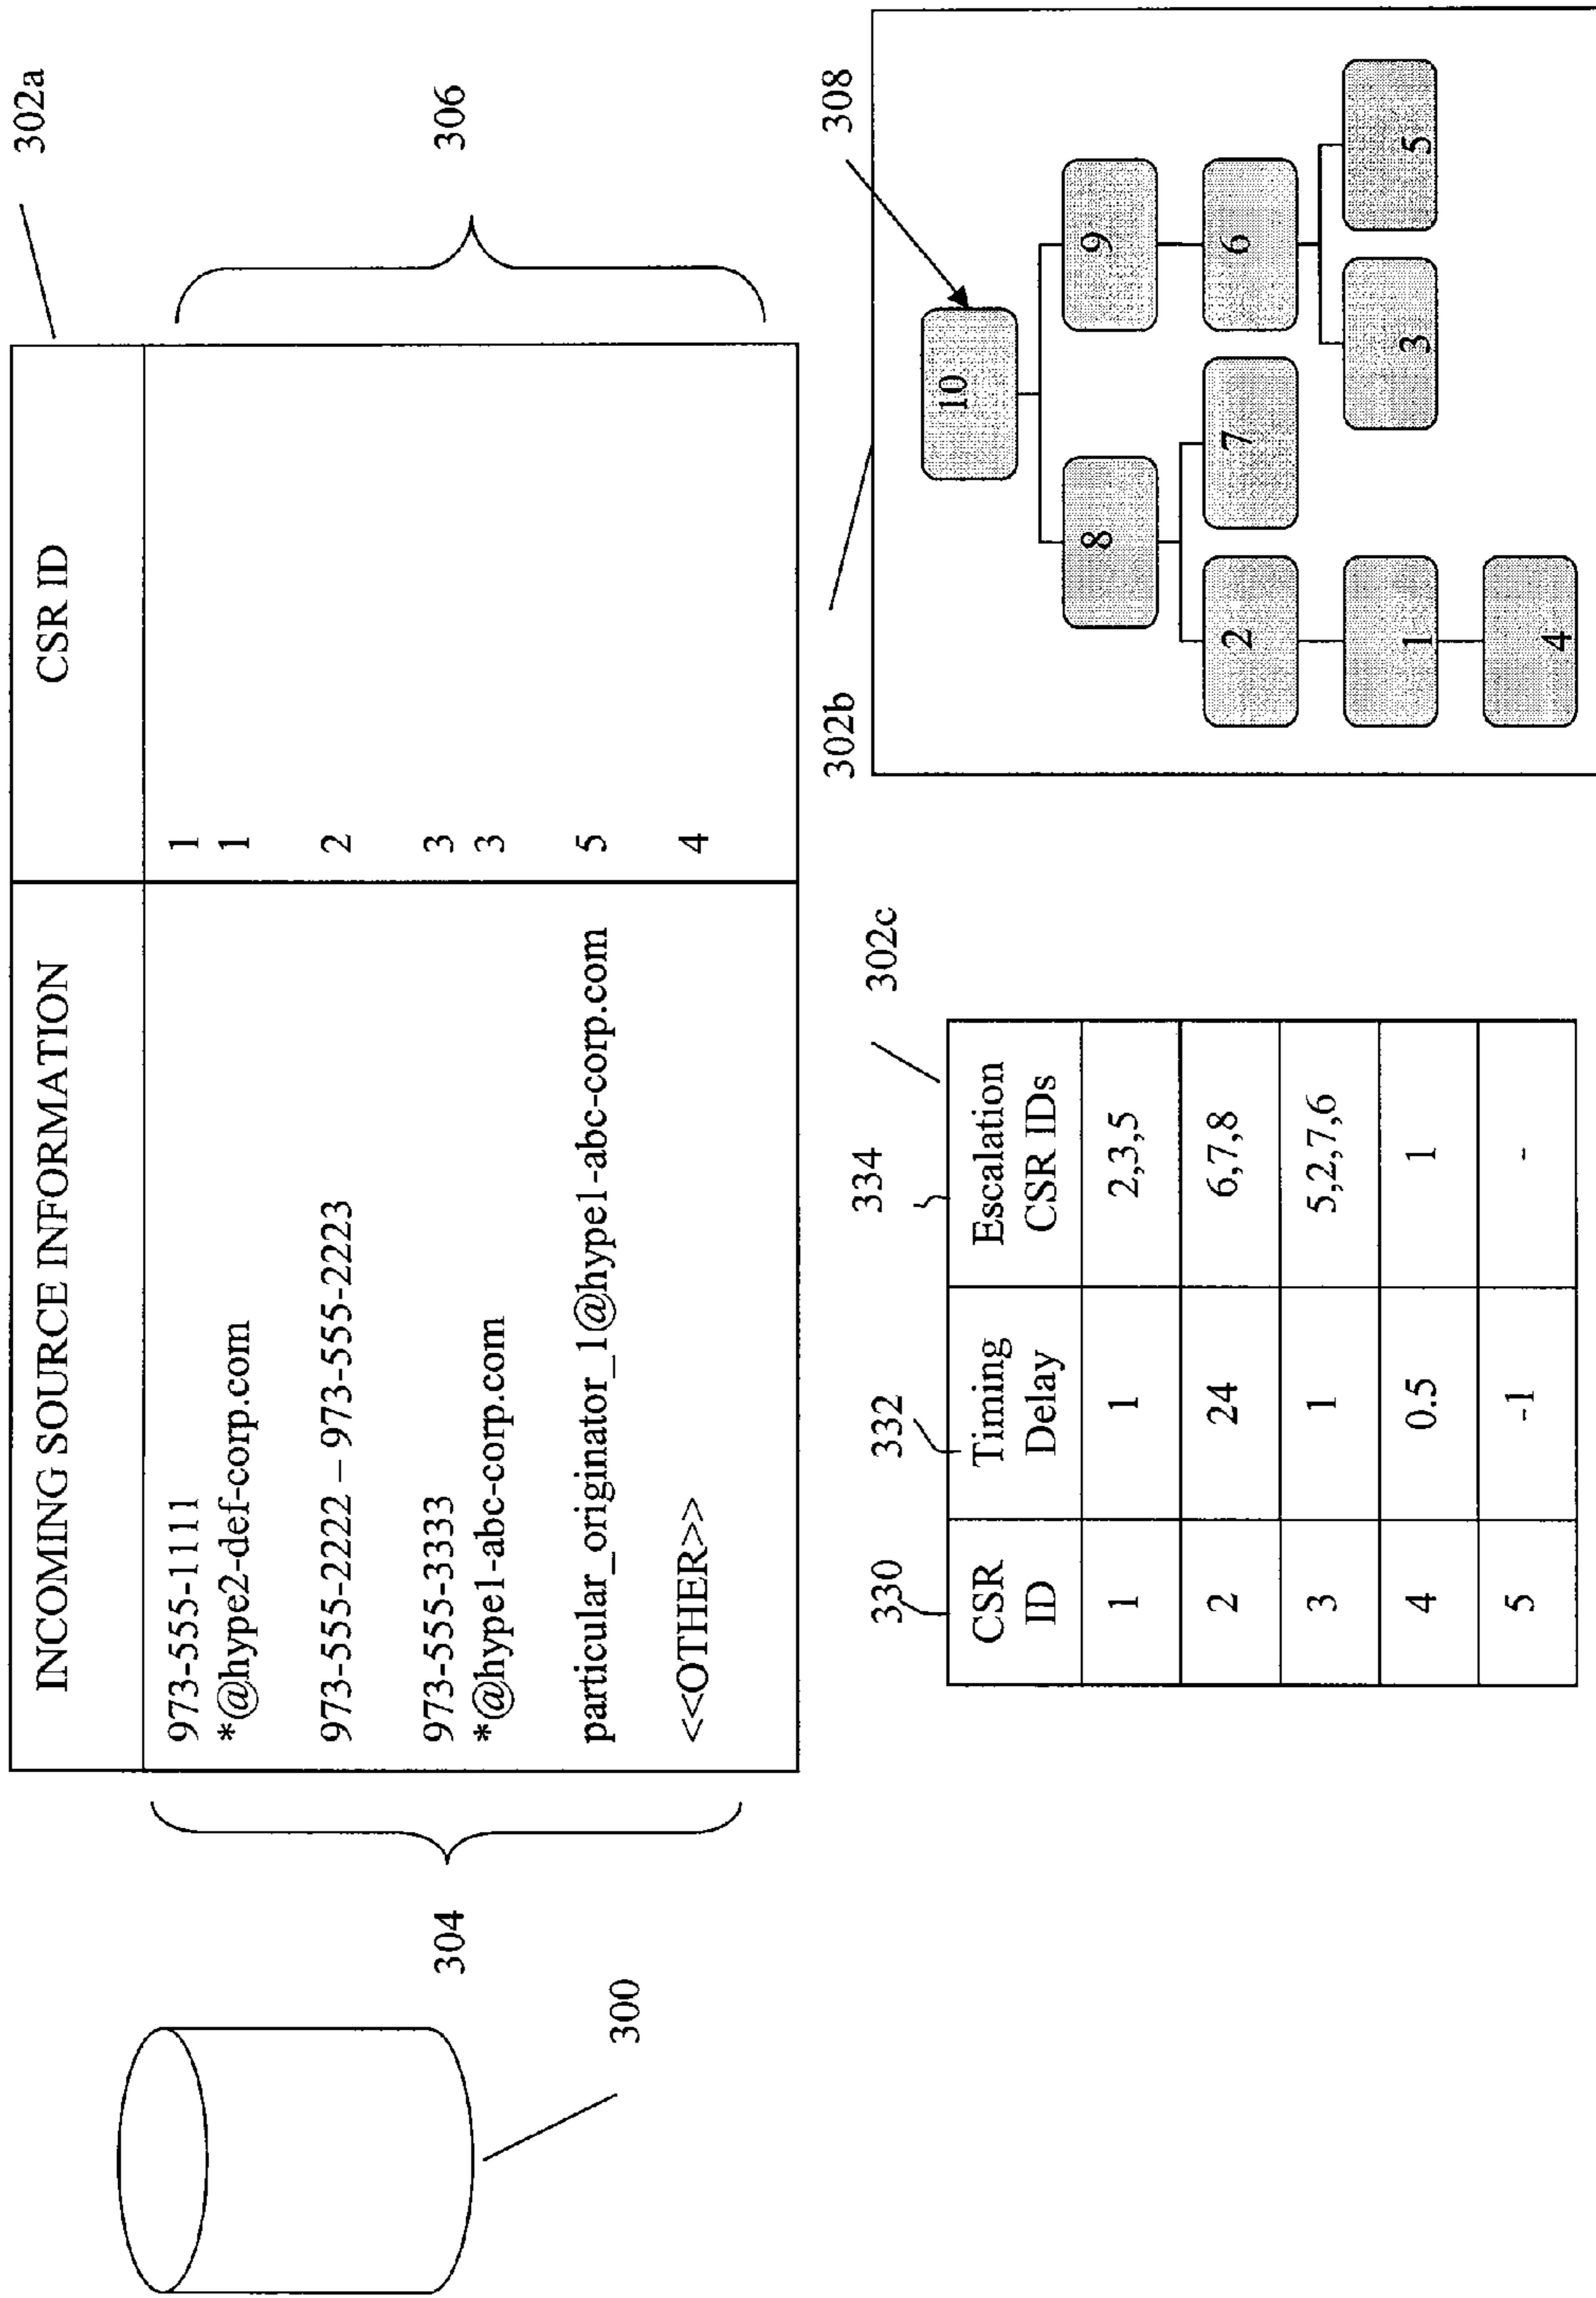 302a
INCOMING SOURCE INFORMATION CSR ID
973-555-1111 1
*@hype2-def-corp.com 1
973-555-2222 – 973-555-2223 2
973-555-3333 3
*@hype1-abc-corp.com 3
particular_originator_1@hype1-abc-corp.com 5
<<OTHER>> 4
304
306
300
302b
308
10
8 9
2 7 6
1 3 5
4
302c
330 332 334
CSR ID Timing Delay Escalation CSR IDs
1 1 2,3,5
2 24 6,7,8
3 1 5,2,7,6
4 0.5 1
5 -1 -